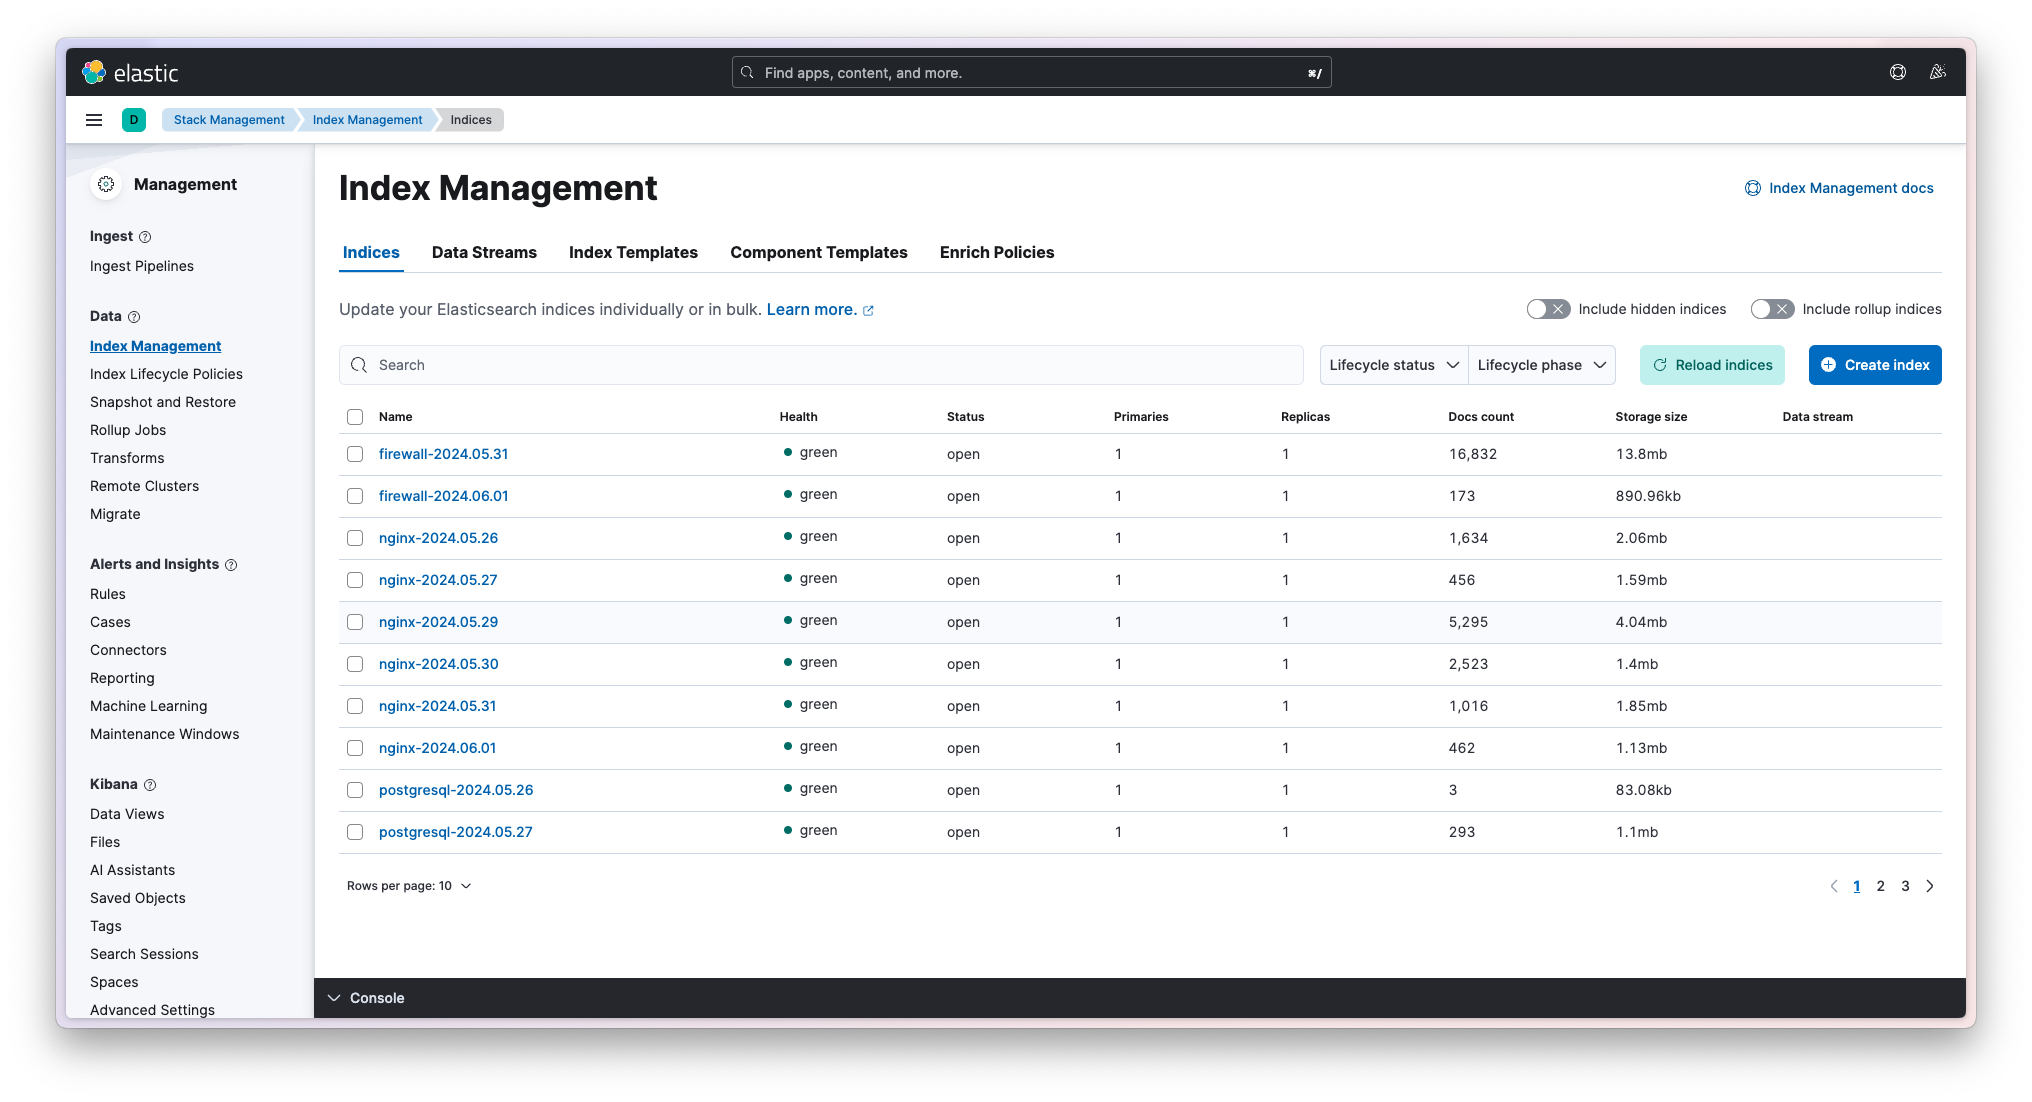 elastic
Find apps, content, and more.
⌘/
D
Stack Management
Index Management
Indices
Management
Ingest
Ingest Pipelines
Data
Index Management
Index Lifecycle Policies
Snapshot and Restore
Rollup Jobs
Transforms
Remote Clusters
Migrate
Alerts and Insights
Rules
Cases
Connectors
Reporting
Machine Learning
Maintenance Windows
Kibana
Data Views
Files
AI Assistants
Saved Objects
Tags
Search Sessions
Spaces
Advanced Settings
Index Management
Index Management docs
Indices Data Streams Index Templates Component Templates Enrich Policies
Update your Elasticsearch indices individually or in bulk. Learn more.
Include hidden indices Include rollup indices
Search Lifecycle status Lifecycle phase Reload indices Create index
Name Health Status Primaries Replicas Docs count Storage size Data stream
firewall-2024.05.31 green open 1 1 16,832 13.8mb
firewall-2024.06.01 green open 1 1 173 890.96kb
nginx-2024.05.26 green open 1 1 1,634 2.06mb
nginx-2024.05.27 green open 1 1 456 1.59mb
nginx-2024.05.29 green open 1 1 5,295 4.04mb
nginx-2024.05.30 green open 1 1 2,523 1.4mb
nginx-2024.05.31 green open 1 1 1,016 1.85mb
nginx-2024.06.01 green open 1 1 462 1.13mb
postgresql-2024.05.26 green open 1 1 3 83.08kb
postgresql-2024.05.27 green open 1 1 293 1.1mb
Rows per page: 10
1 2 3
Console